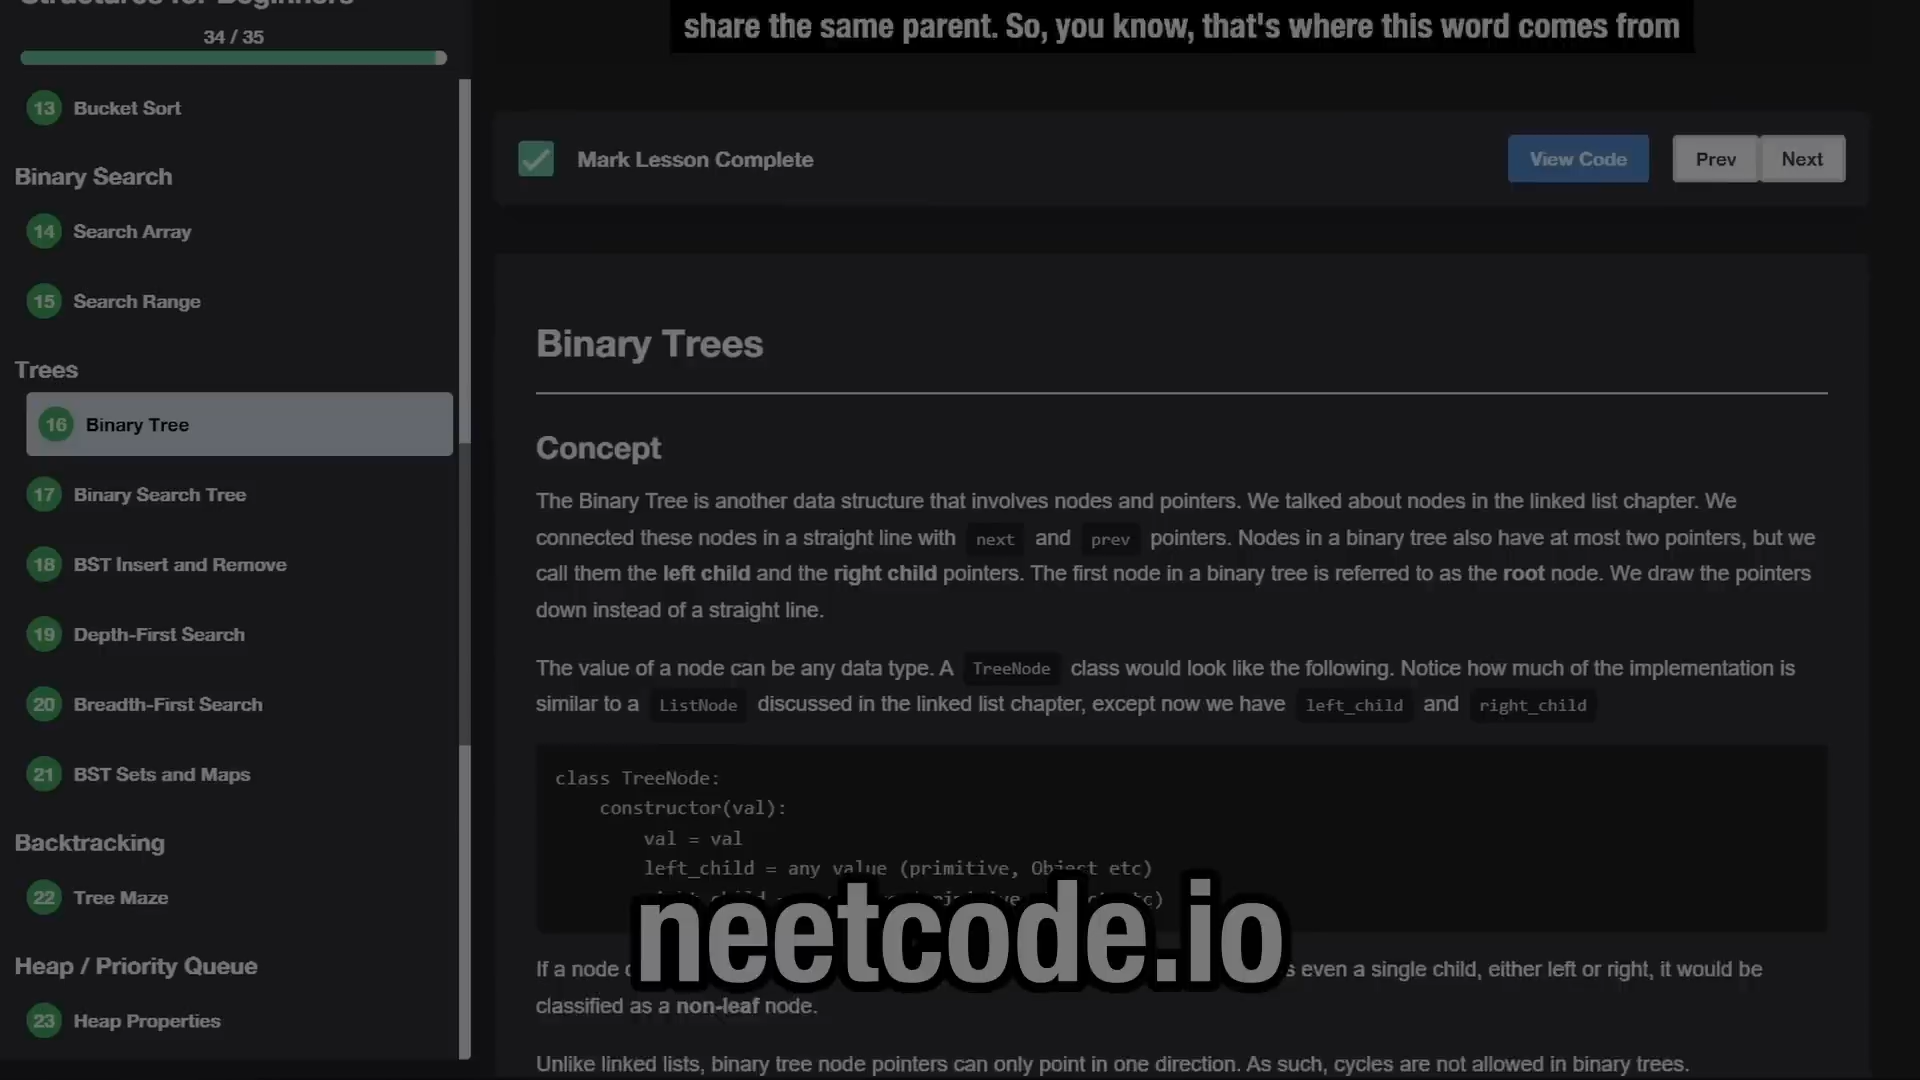 Structures for Beginners
34 / 35
13 Bucket Sort
Binary Search
14 Search Array
15 Search Range
Trees
16 Binary Tree
17 Binary Search Tree
18 BST Insert and Remove
19 Depth-First Search
20 Breadth-First Search
21 BST Sets and Maps
Backtracking
22 Tree Maze
Heap / Priority Queue
23 Heap Properties
share the same parent. So, you know, that's where this word comes from
Mark Lesson Complete
View Code
Prev
Next
Binary Trees
Concept
The Binary Tree is another data structure that involves nodes and pointers. We talked about nodes in the linked list chapter. We
connected these nodes in a straight line with next and prev pointers. Nodes in a binary tree also have at most two pointers, but we
call them the left child and the right child pointers. The first node in a binary tree is referred to as the root node. We draw the pointers
down instead of a straight line.
The value of a node can be any data type. A TreeNode class would look like the following. Notice how much of the implementation is
similar to a ListNode discussed in the linked list chapter, except now we have left_child and right_child
class TreeNode:
constructor(val):
val = val
left_child = any value (primitive, Object etc)
neetcode.io
If a node
even a single child, either left or right, it would be
classified as a non-leaf node.
Unlike linked lists, binary tree node pointers can only point in one direction. As such, cycles are not allowed in binary trees.